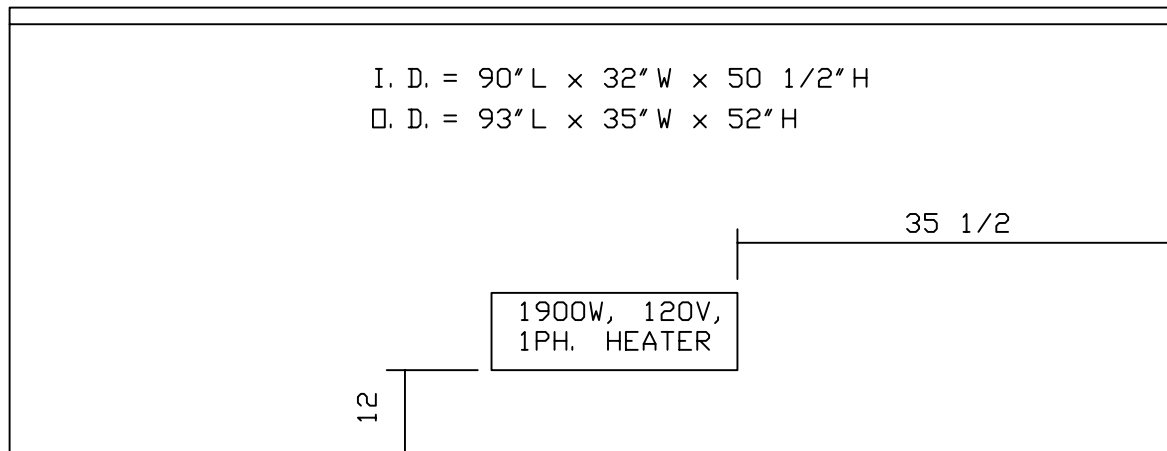 I. D. = 90" L x 32" W x 50 1/2" H
O. D. = 93" L x 35" W x 52" H
35 1/2
1900W, 120V,
1PH. HEATER
12